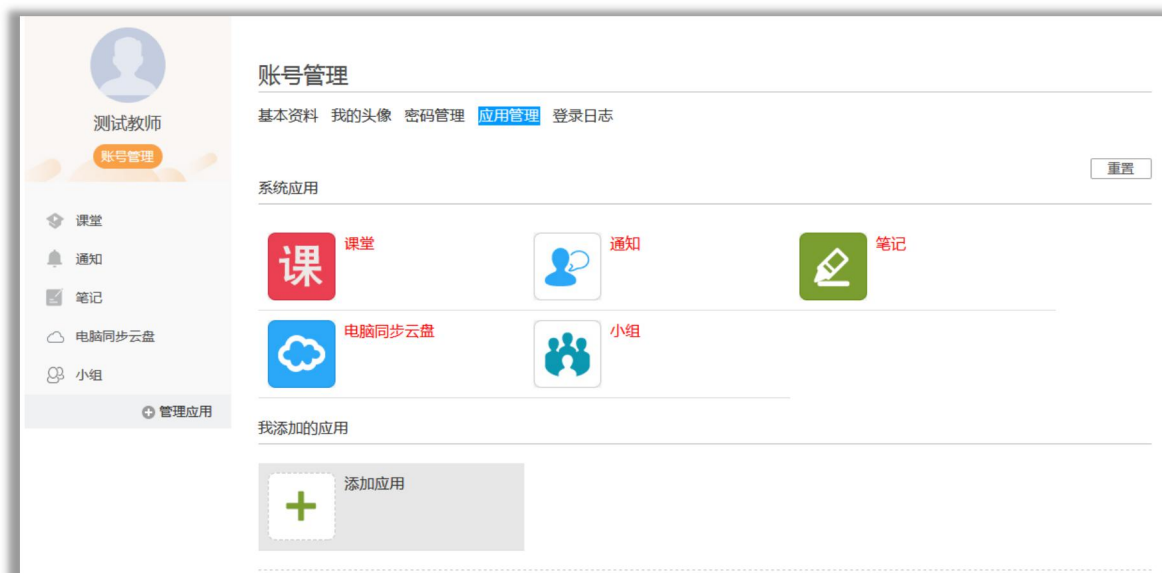 测试教师
账号管理
课堂
通知
笔记
电脑同步云盘
小组
管理应用
账号管理
基本资料 我的头像 密码管理 应用管理 登录日志
重置
系统应用
课 课堂 通知 笔记
电脑同步云盘 小组
我添加的应用
添加应用